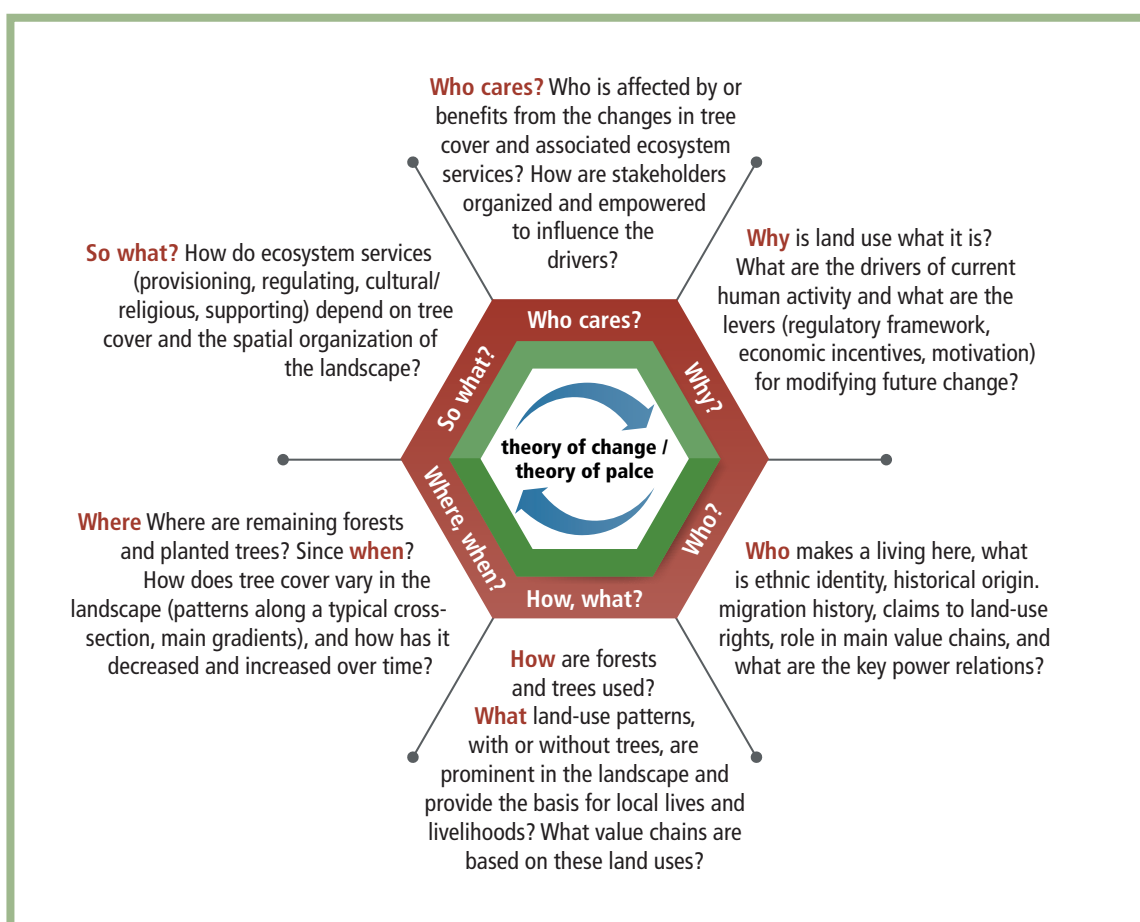 Who cares? Who is affected by or
benefits from the changes in tree
cover and associated ecosystem
services? How are stakeholders
organized and empowered
to influence the
drivers?
So what? How do ecosystem services
(provisioning, regulating, cultural/
religious, supporting) depend on tree
cover and the spatial organization of
the landscape?
Why is land use what it is?
What are the drivers of current
human activity and what are the
levers (regulatory framework,
economic incentives, motivation)
for modifying future change?
Who cares?
So what?
Why?
theory of change /
theory of palce
Where, when?
Who?
How, what?
Where Where are remaining forests
and planted trees? Since when?
How does tree cover vary in the
landscape (patterns along a typical cross-
section, main gradients), and how has it
decreased and increased over time?
Who makes a living here, what
is ethnic identity, historical origin.
migration history, claims to land-use
rights, role in main value chains, and
what are the key power relations?
How are forests
and trees used?
What land-use patterns,
with or without trees, are
prominent in the landscape and
provide the basis for local lives and
livelihoods? What value chains are
based on these land uses?